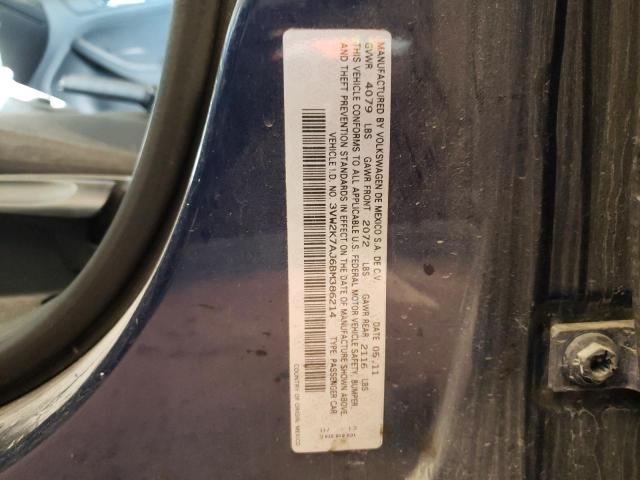 MANUFACTURED BY VOLKSWAGEN DE MEXICO S.A. DE C.V. DATE 05.11
GVWR 4079 LBS GAWR FRONT 2072 LBS GAWR REAR 2116 LBS
THIS VEHICLE CONFORMS TO ALL APPLICABLE U.S. FEDERAL MOTOR VEHICLE SAFETY, BUMPER
AND THEFT PREVENTION STANDARDS IN EFFECT ON THE DATE OF MANUFACTURE SHOWN ABOVE.
VEHICLE I.D. NO. 3VW2K7AJ6BM386214 TYPE: PASSENGER CAR
COUNTRY OF ORIGIN: MEXICO